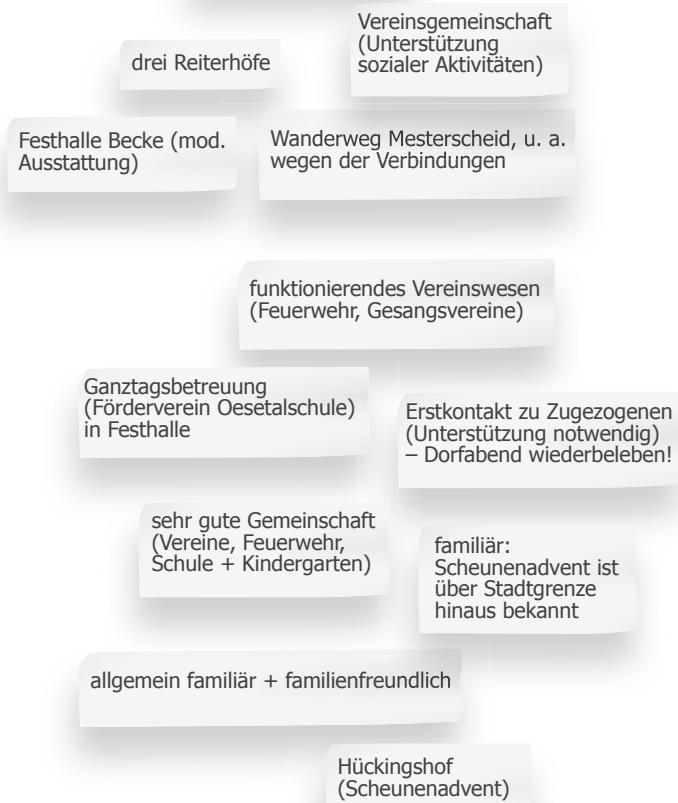 Vereinsgemeinschaft
(Unterstützung
sozialer Aktivitäten)
drei Reiterhöfe
Festhalle Becke (mod.
Ausstattung)
Wanderweg Mesterscheid, u. a.
wegen der Verbindungen
funktionierendes Vereinswesen
(Feuerwehr, Gesangsvereine)
Ganztagsbetreuung
(Förderverein Oesetalschule)
in Festhalle
Erstkontakt zu Zugezogenen
(Unterstützung notwendig)
– Dorfabend wiederbeleben!
sehr gute Gemeinschaft
(Vereine, Feuerwehr,
Schule + Kindergarten)
familiär:
Scheunenadvent ist
über Stadtgrenze
hinaus bekannt
allgemein familiär + familienfreundlich
Hückingshof
(Scheunenadvent)